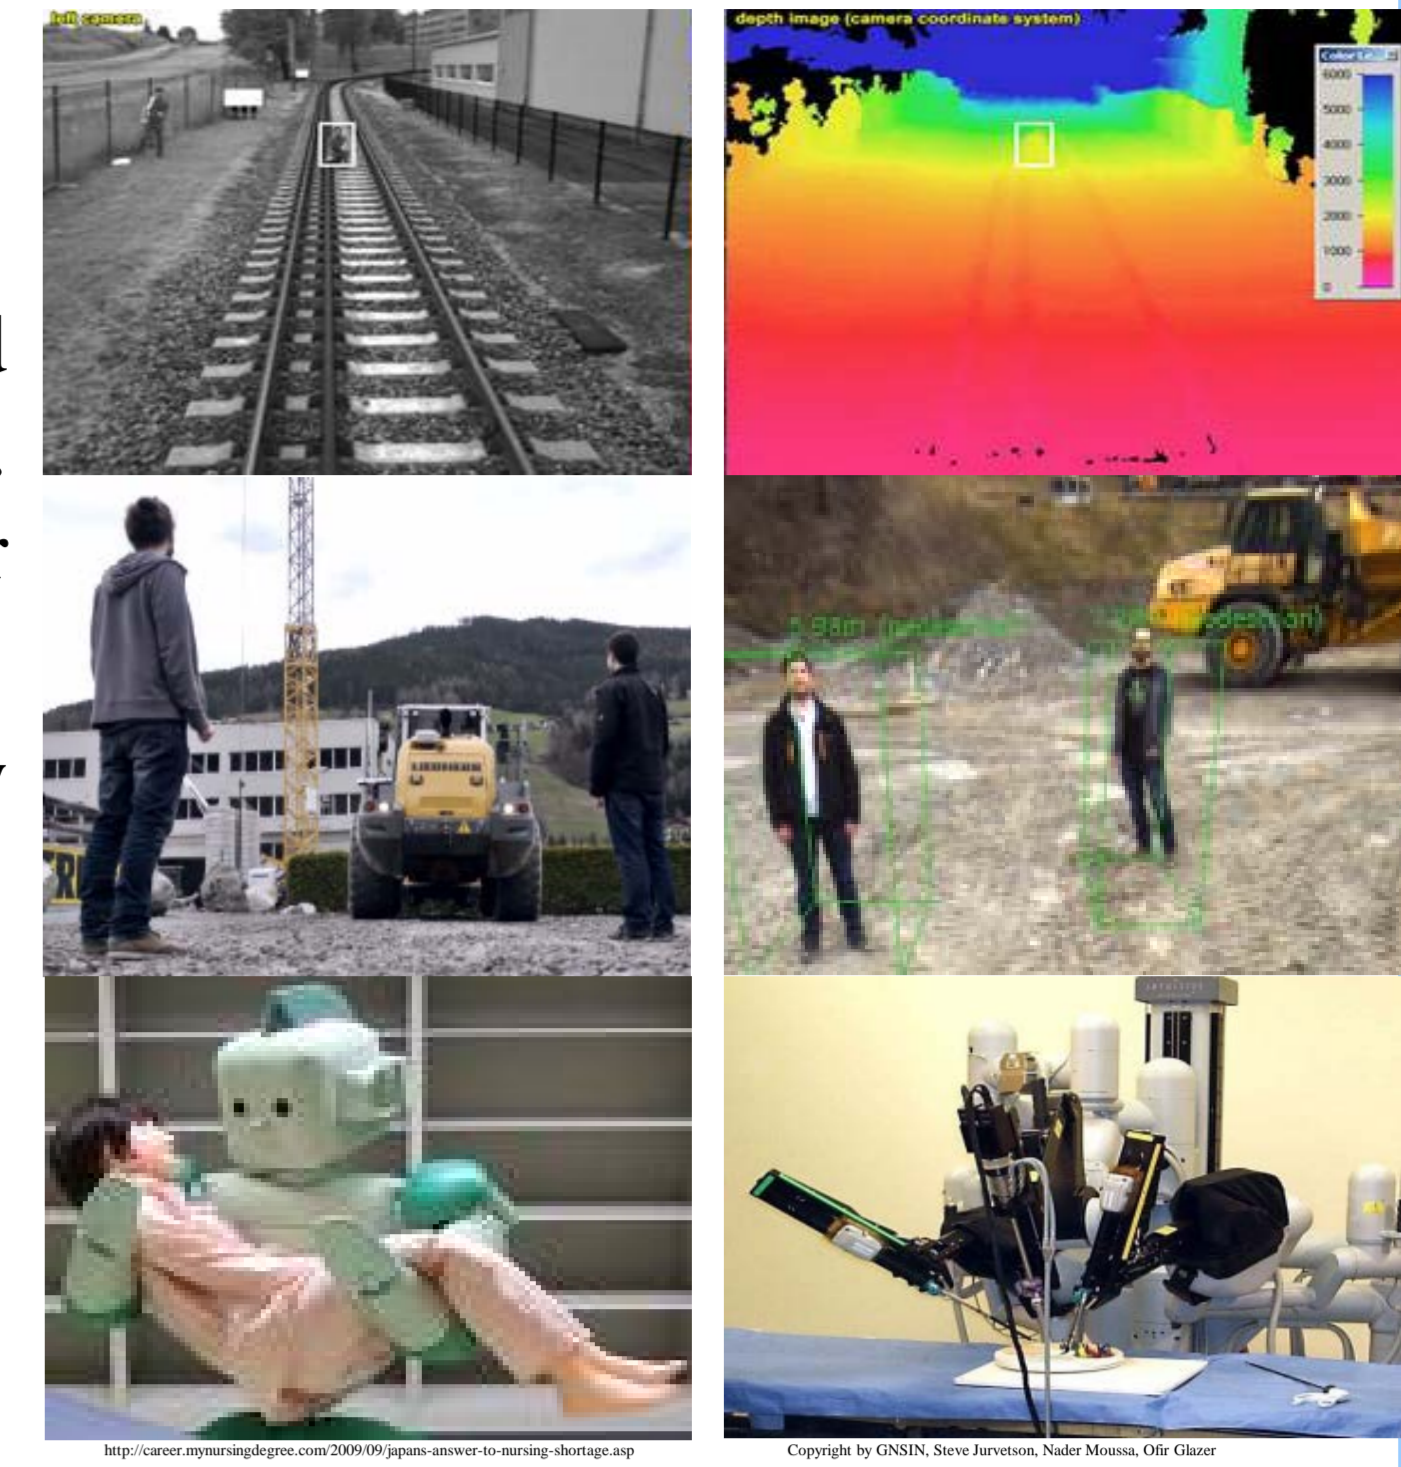 left camera
depth image (camera coordinate system)
6000
5000
4000
3000
2000
1000
0
(pedestrian)
LIEBHERR
http://career.mynursingdegree.com/2009/09/japans-answer-to-nursing-shortage.asp
Copyright by GNSIN, Steve Jurvetson, Nader Moussa, Ofir Glazer